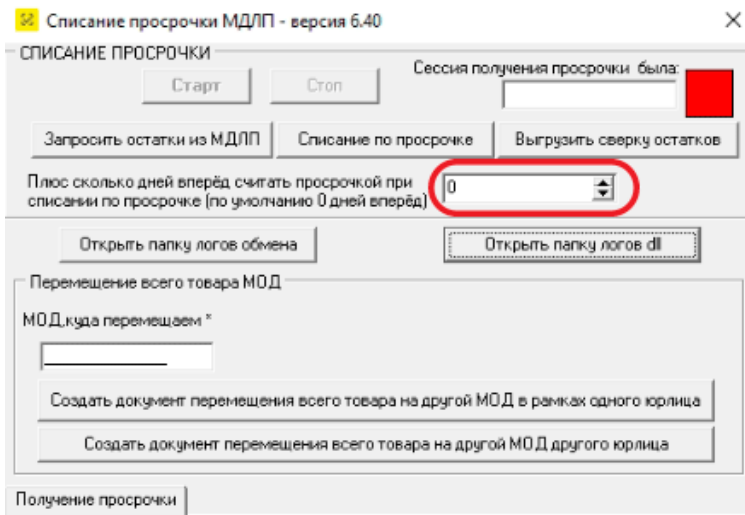 Списание просрочки МДЛП - версия 6.40
СПИСАНИЕ ПРОСРОЧКИ
Старт
Стоп
Сессия получения просрочки была:
Запросить остатки из МДЛП
Списание по просрочке
Выгрузить сверку остатков
Плюс сколько дней вперёд считать просрочкой при
списании по просрочке (по умолчанию 0 дней вперёд)
0
Открыть папку логов обмена
Открыть папку логов dll
Перемещение всего товара МОД
МОД,куда перемещаем *
Создать документ перемещения всего товара на другой МОД в рамках одного юрлица
Создать документ перемещения всего товара на другой МОД другого юрлица
Получение просрочки